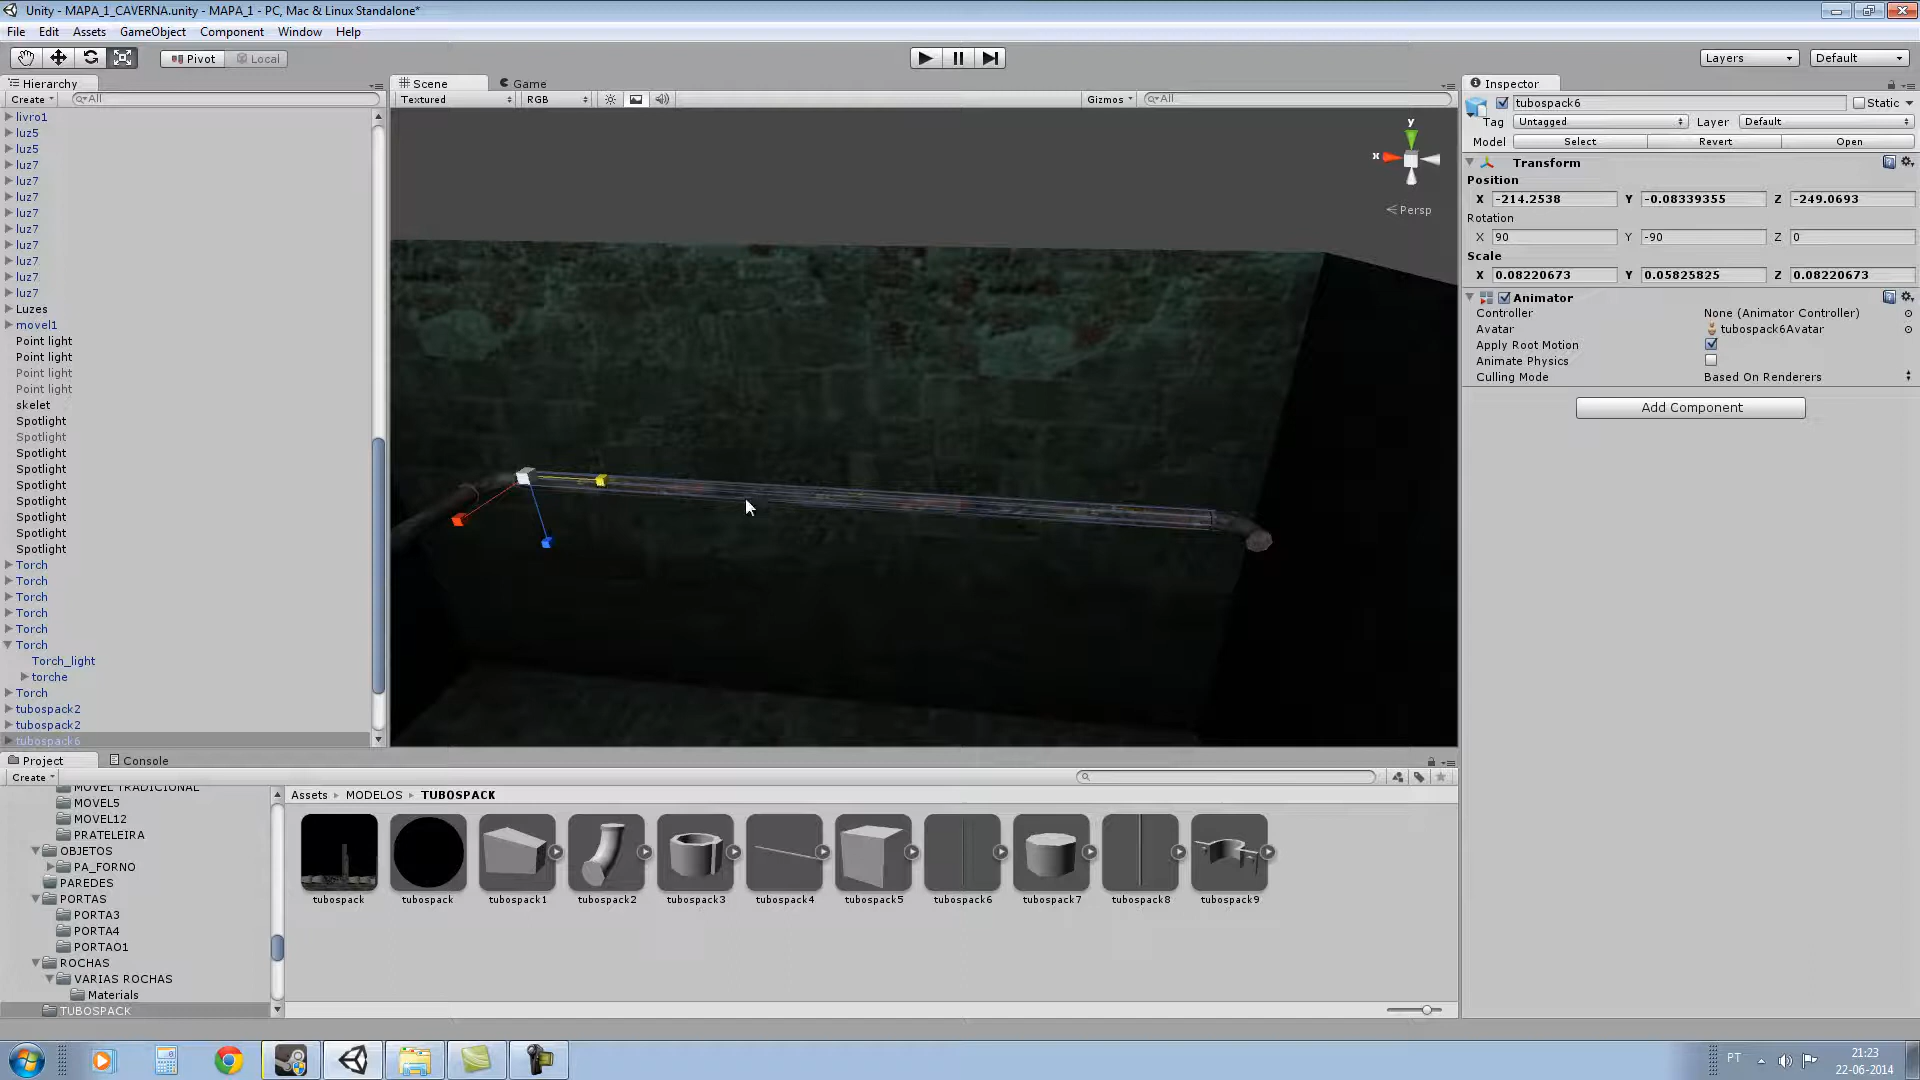 Unity - MAPA_1_CAVERNA.unity - MAPA_1 - PC, Mac & Linux Standalone*
File Edit Assets GameObject Component Window Help
Pivot Local Layers Default
Hierarchy
Create All
livro1
luz5
luz5
luz7
luz7
luz7
luz7
luz7
luz7
luz7
luz7
luz7
Luzes
movel1
Point light
Point light
Point light
Point light
skelet
Spotlight
Spotlight
Spotlight
Spotlight
Spotlight
Spotlight
Spotlight
Spotlight
Spotlight
Torch
Torch
Torch
Torch
Torch
Torch
Torch_light
torche
Torch
tubospack2
tubospack2
tubospack6
Scene Game
Textured RGB Gizmos All
y
x
Persp
Inspector
tubospack6 Static
Tag Untagged Layer Default
Model Select Revert Open
Transform
Position
X -214.2538 Y -0.08339355 Z -249.0693
Rotation
X 90 Y -90 Z 0
Scale
X 0.08220673 Y 0.05825825 Z 0.08220673
Animator
Controller None (Animator Controller)
Avatar tubospack6Avatar
Apply Root Motion
Animate Physics
Culling Mode Based On Renderers
Add Component
Project Console
Create
MOVEL TRADICIONAL
MOVEL5
MOVEL12
PRATELEIRA
OBJETOS
PA_FORNO
PAREDES
PORTAS
PORTA3
PORTA4
PORTAO1
ROCHAS
VARIAS ROCHAS
Materials
TUBOSPACK
Assets MODELOS TUBOSPACK
tubospack tubospack tubospack1 tubospack2 tubospack3 tubospack4 tubospack5 tubospack6 tubospack7 tubospack8 tubospack9
PT 21:23
22-06-2014